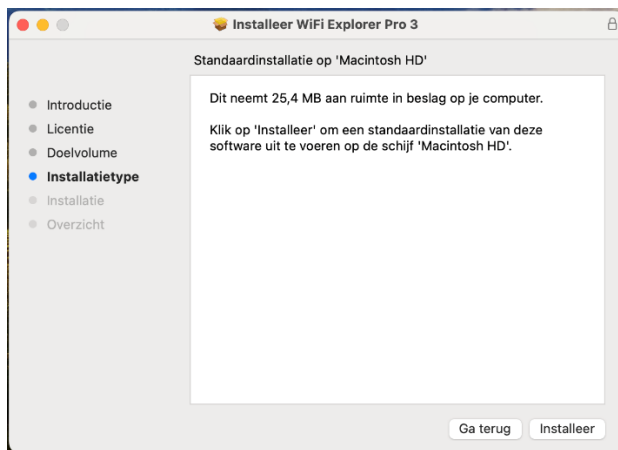 Installeer WiFi Explorer Pro 3
Standaardinstallatie op 'Macintosh HD'
Introductie
Licentie
Doelvolume
Installatietype
Installatie
Overzicht
Dit neemt 25,4 MB aan ruimte in beslag op je computer.
Klik op 'Installeer' om een standaardinstallatie van deze
software uit te voeren op de schijf 'Macintosh HD'.
Ga terug
Installeer